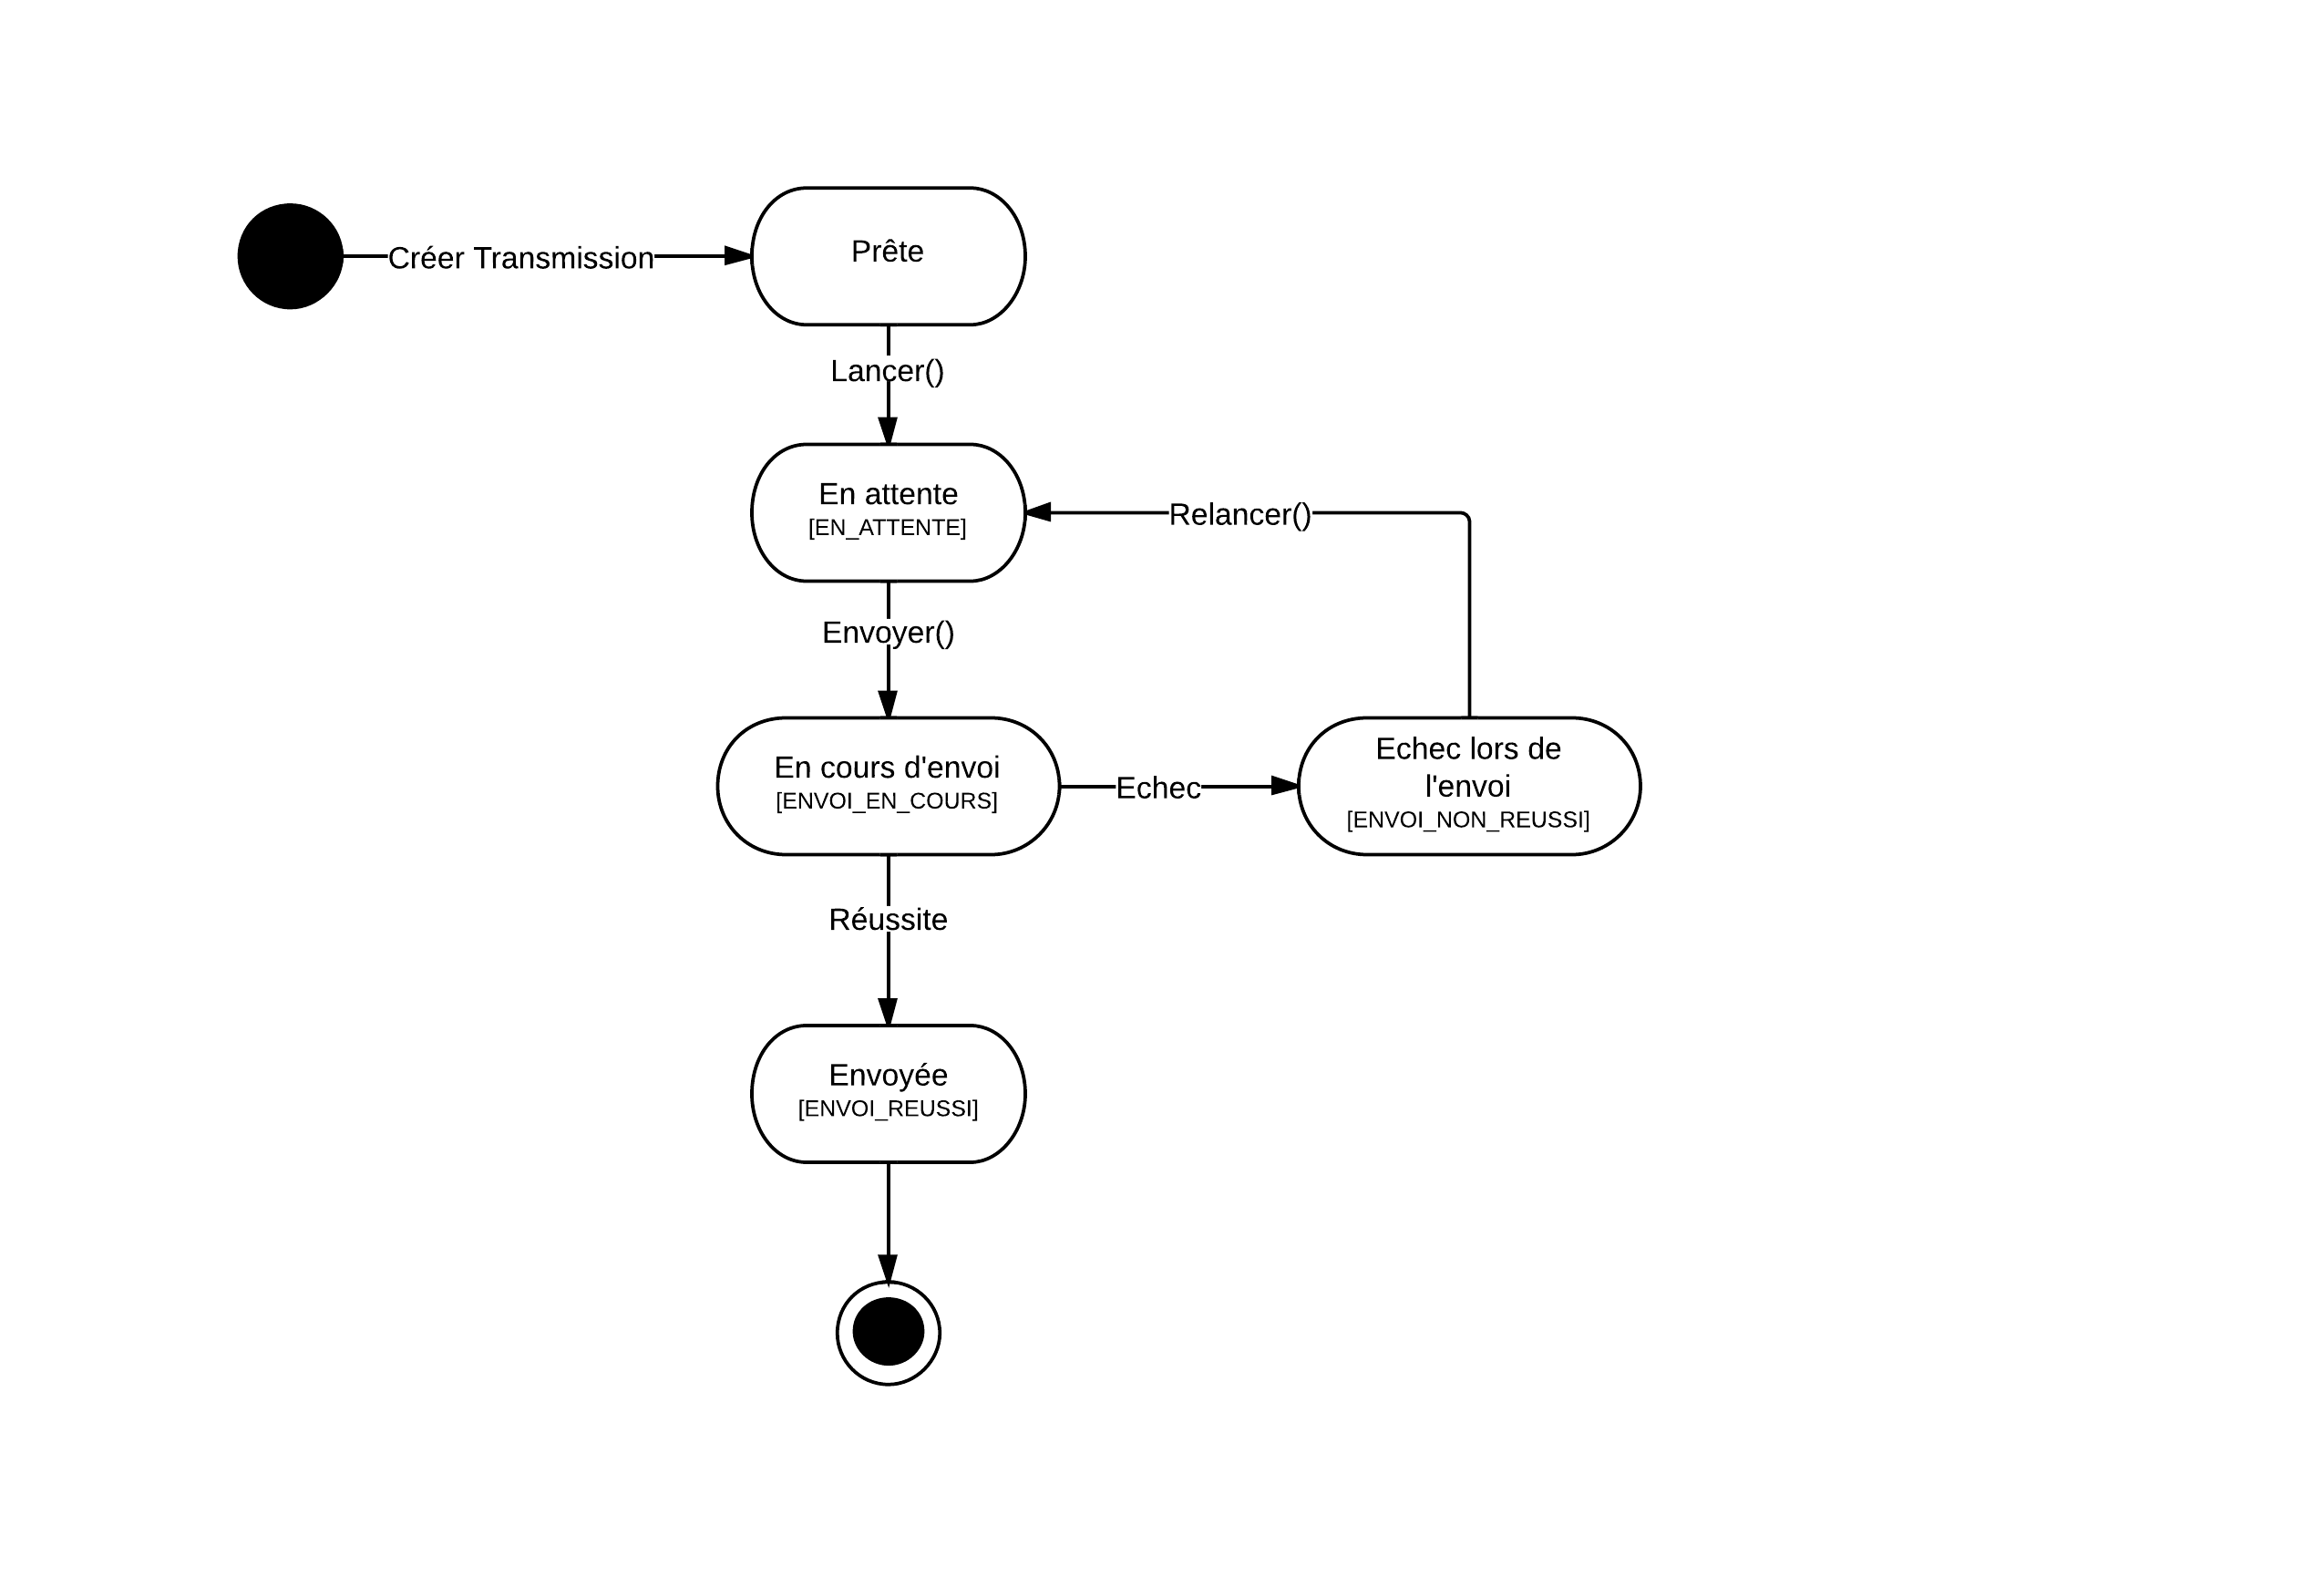 Créer Transmission
Prête
Lancer()
En attente
[EN_ATTENTE]
Relancer()
Envoyer()
En cours d'envoi
[ENVOI_EN_COURS]
Echec
Echec lors de
l'envoi
[ENVOI_NON_REUSSI]
Réussite
Envoyée
[ENVOI_REUSSI]